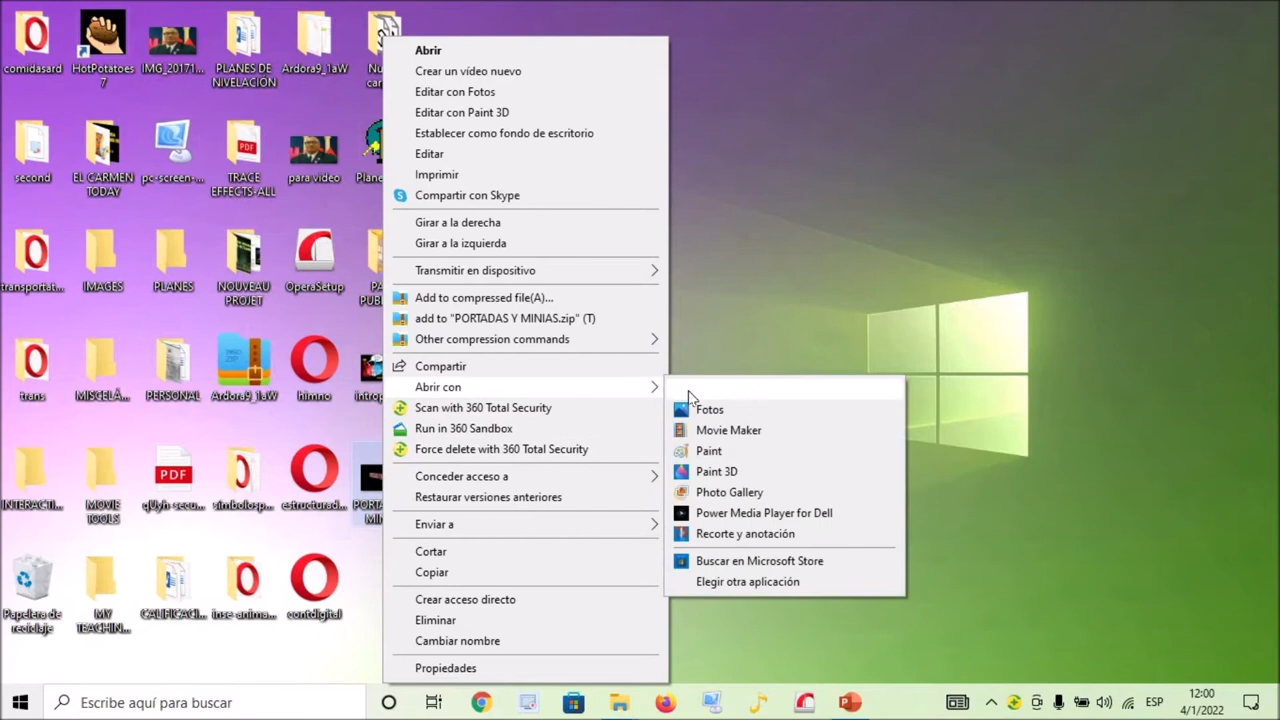 comidasard
HotPotatoes
7
IMG_20171...
PLANES DE
NIVELACIÓN
Ardora9_1aW
second
EL CARMEN
TODAY
pc-screen-...
TRACE
EFFECTS-ALL
para video
transportat...
IMAGES
PLANES
NOUVEAU
PROJET
OperaSetup
trans
MISCELÁ...
PERSONAL
Ardora9_1aW
himno
INTERACTI...
MOVIE
TOOLS
PDF
simbolosp...
estructurad...
Papelera de
reciclaje
MY
TEACHIN...
CALIFICACI...
inse-anima...
contdigital
Abrir
Crear un vídeo nuevo
Editar con Fotos
Editar con Paint 3D
Establecer como fondo de escritorio
Editar
Imprimir
Compartir con Skype
Girar a la derecha
Girar a la izquierda
Transmitir en dispositivo
Add to compressed file(A)...
add to "PORTADAS Y MINIAS.zip" (T)
Other compression commands
Compartir
Abrir con
Scan with 360 Total Security
Run in 360 Sandbox
Force delete with 360 Total Security
Conceder acceso a
Restaurar versiones anteriores
Enviar a
Cortar
Copiar
Crear acceso directo
Eliminar
Cambiar nombre
Propiedades
Fotos
Movie Maker
Paint
Paint 3D
Photo Gallery
Power Media Player for Dell
Recorte y anotación
Buscar en Microsoft Store
Elegir otra aplicación
Escribe aquí para buscar
ESP
12:00
4/1/2022